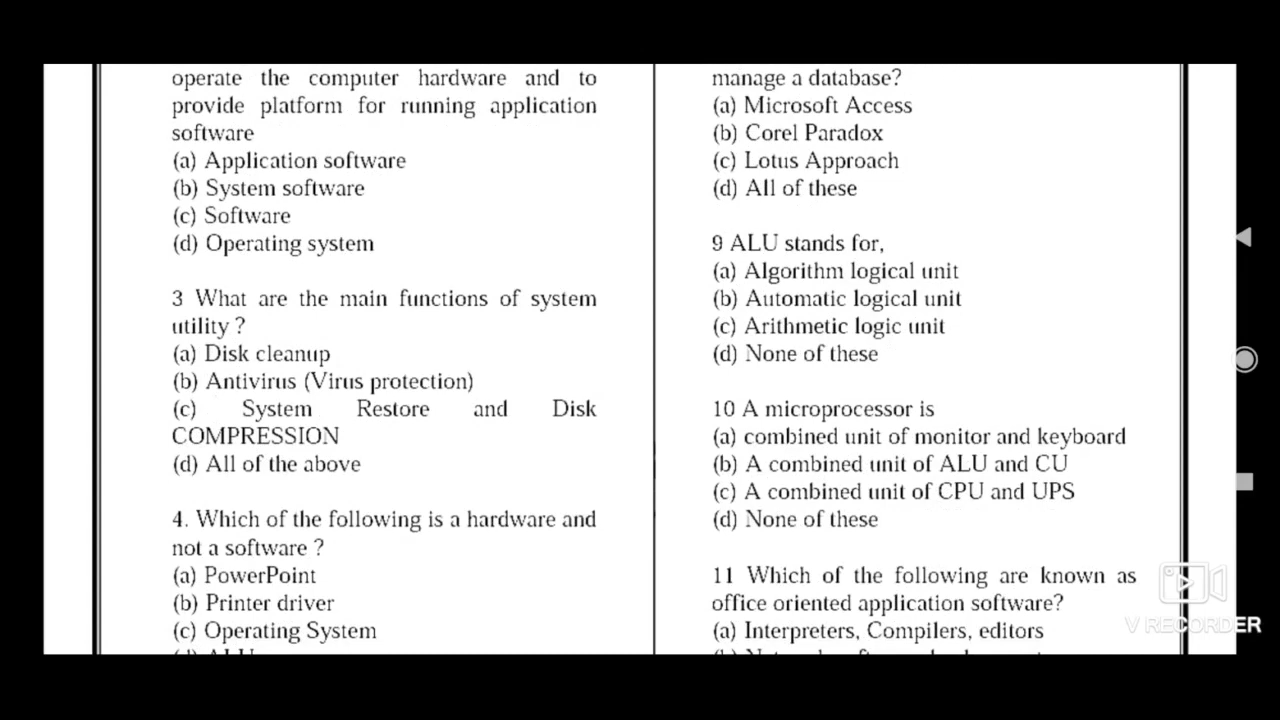 operate the computer hardware and to
provide platform for running application
software
(a) Application software
(b) System software
(c) Software
(d) Operating system
3 What are the main functions of system
utility ?
(a) Disk cleanup
(b) Antivirus (Virus protection)
(c) System Restore and Disk
COMPRESSION
(d) All of the above
4. Which of the following is a hardware and
not a software ?
(a) PowerPoint
(b) Printer driver
(c) Operating System
manage a database?
(a) Microsoft Access
(b) Corel Paradox
(c) Lotus Approach
(d) All of these
9 ALU stands for,
(a) Algorithm logical unit
(b) Automatic logical unit
(c) Arithmetic logic unit
(d) None of these
10 A microprocessor is
(a) combined unit of monitor and keyboard
(b) A combined unit of ALU and CU
(c) A combined unit of CPU and UPS
(d) None of these
11 Which of the following are known as
office oriented application software?
(a) Interpreters, Compilers, editors
V RECORDER